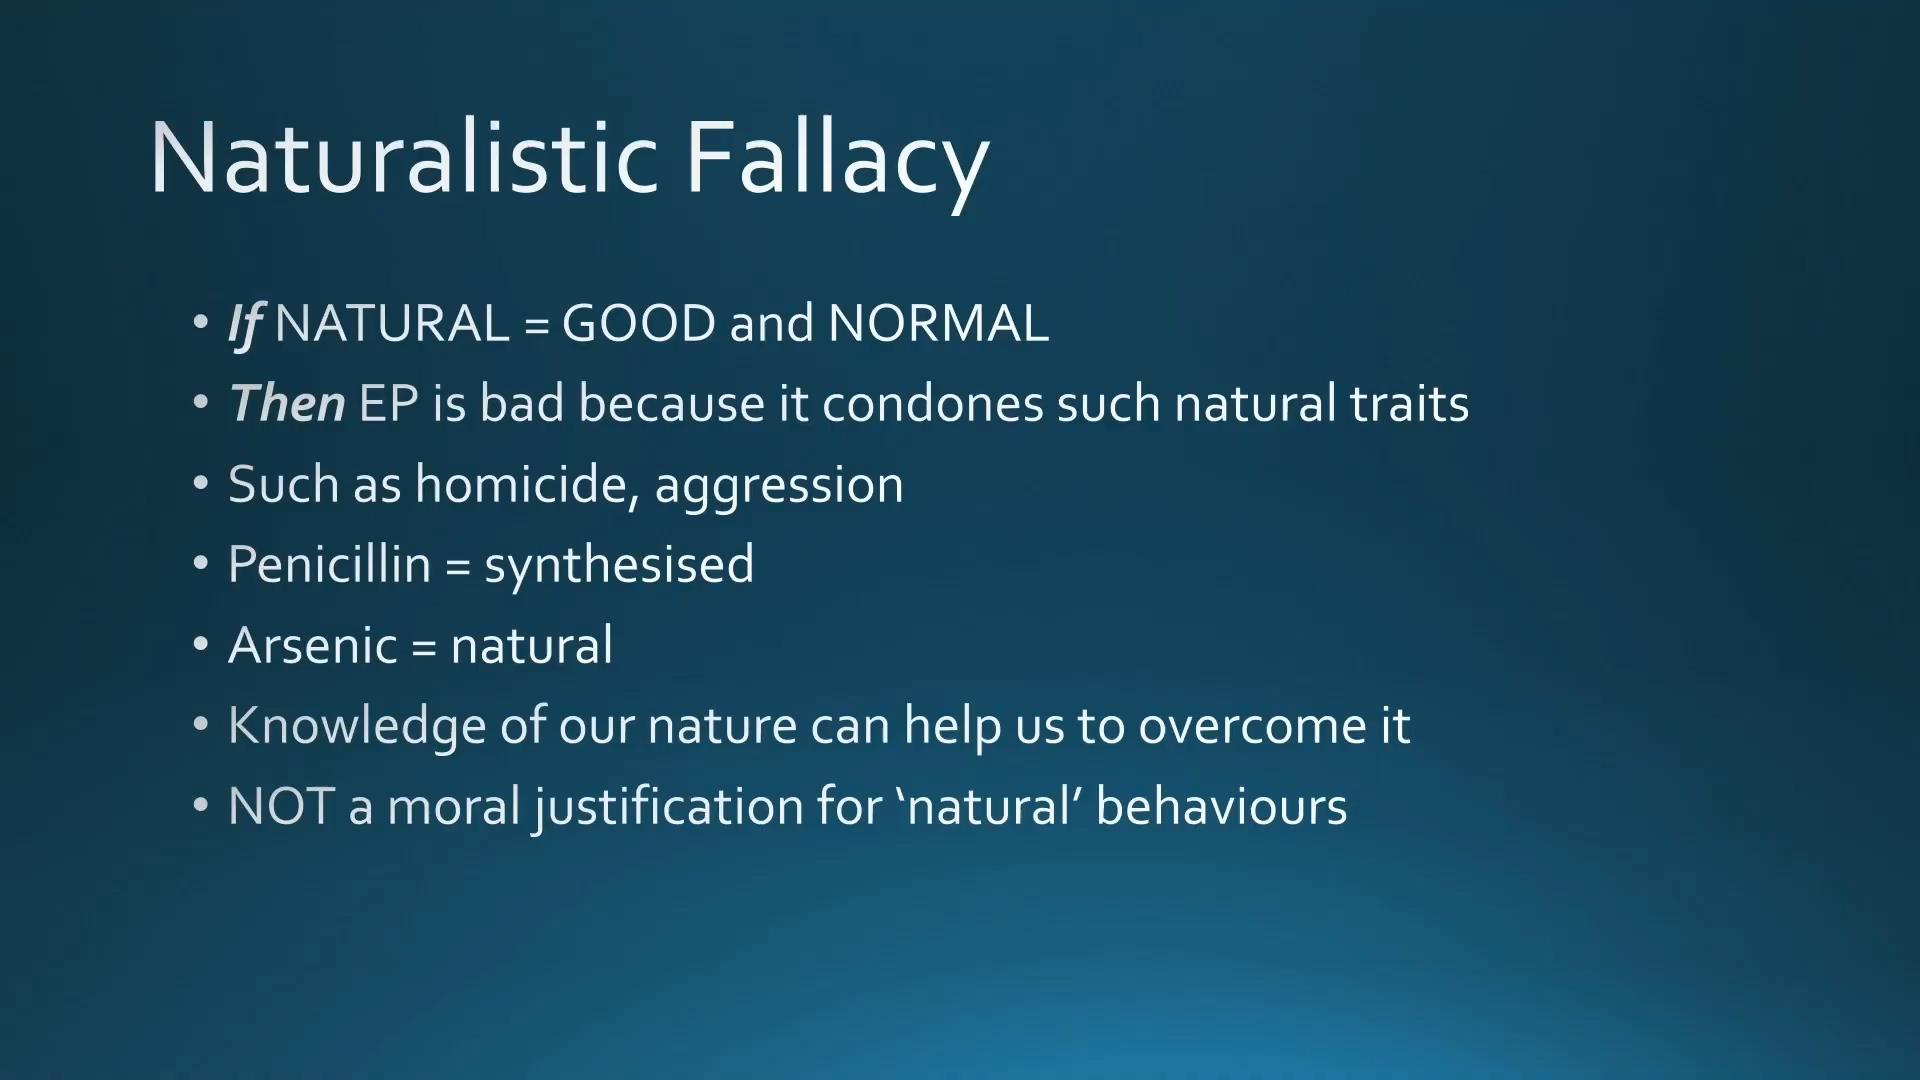 Naturalistic Fallacy
• If NATURAL = GOOD and NORMAL
• Then EP is bad because it condones such natural traits
• Such as homicide, aggression
• Penicillin = synthesised
• Arsenic = natural
• Knowledge of our nature can help us to overcome it
• NOT a moral justification for ‘natural’ behaviours